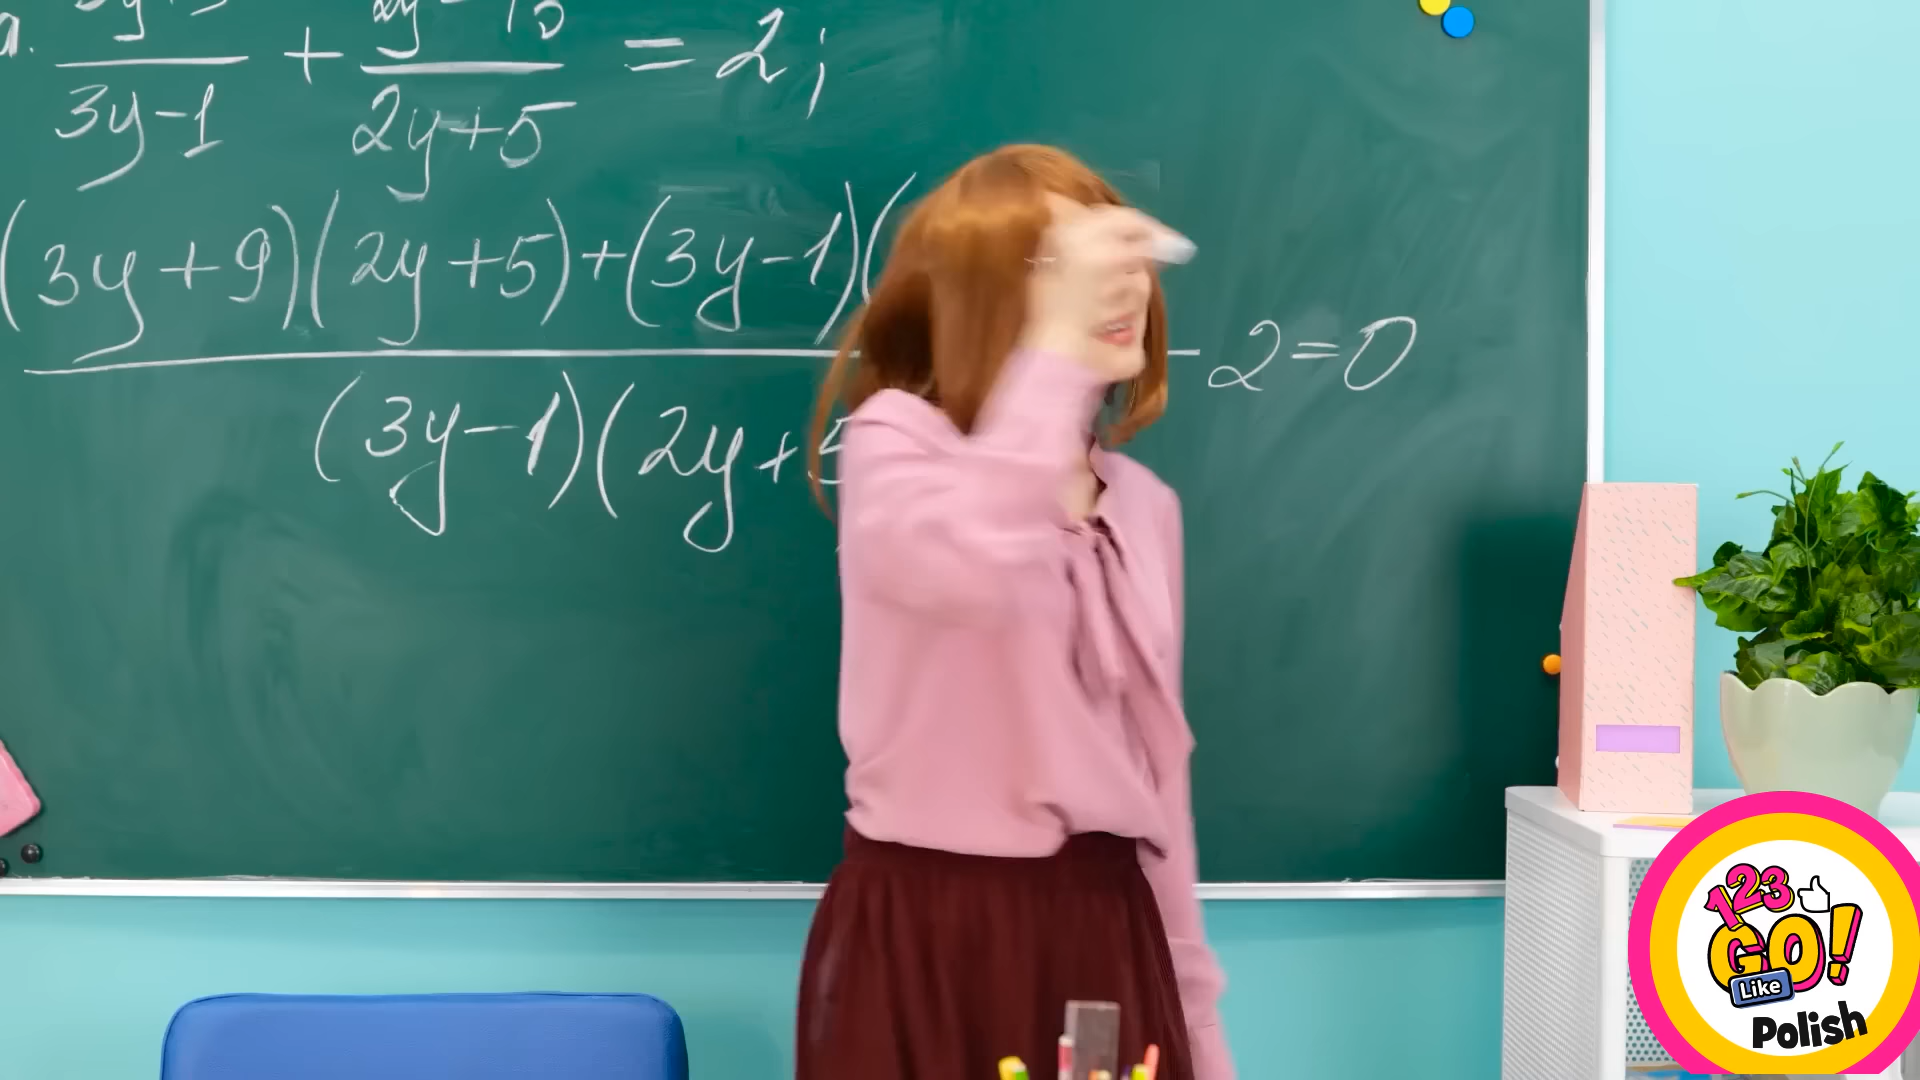 a.
+ = 2;
3y-1 2y+5
(3y+9)(2y+5)+(3y-1)(
- 2=0
(3y-1)(2y+5
123
GO!
Like
Polish